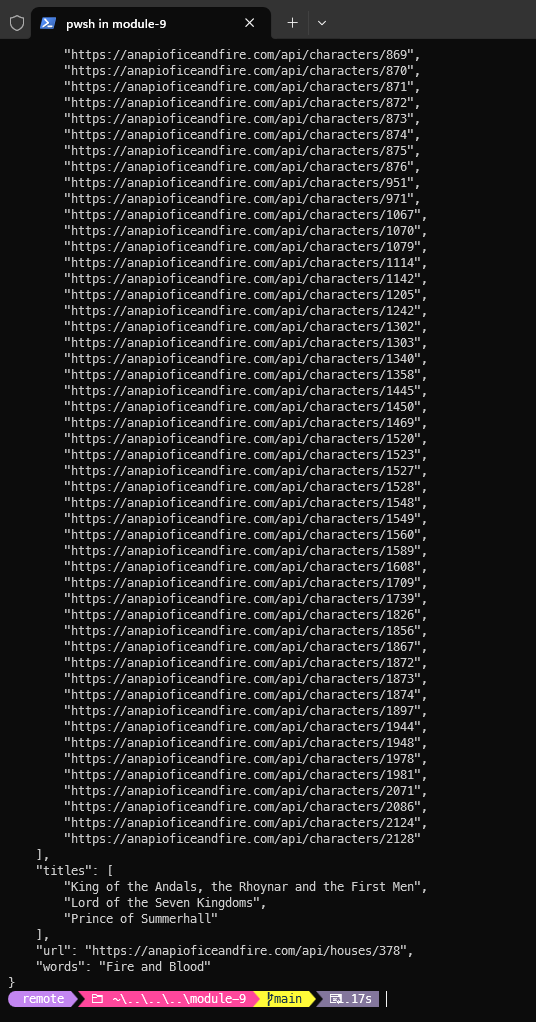 pwsh in module-9
"https://anapioficeandfire.com/api/characters/869",
"https://anapioficeandfire.com/api/characters/870",
"https://anapioficeandfire.com/api/characters/871",
"https://anapioficeandfire.com/api/characters/872",
"https://anapioficeandfire.com/api/characters/873",
"https://anapioficeandfire.com/api/characters/874",
"https://anapioficeandfire.com/api/characters/875",
"https://anapioficeandfire.com/api/characters/876",
"https://anapioficeandfire.com/api/characters/951",
"https://anapioficeandfire.com/api/characters/971",
"https://anapioficeandfire.com/api/characters/1067",
"https://anapioficeandfire.com/api/characters/1070",
"https://anapioficeandfire.com/api/characters/1079",
"https://anapioficeandfire.com/api/characters/1114",
"https://anapioficeandfire.com/api/characters/1142",
"https://anapioficeandfire.com/api/characters/1205",
"https://anapioficeandfire.com/api/characters/1242",
"https://anapioficeandfire.com/api/characters/1302",
"https://anapioficeandfire.com/api/characters/1303",
"https://anapioficeandfire.com/api/characters/1340",
"https://anapioficeandfire.com/api/characters/1358",
"https://anapioficeandfire.com/api/characters/1445",
"https://anapioficeandfire.com/api/characters/1450",
"https://anapioficeandfire.com/api/characters/1469",
"https://anapioficeandfire.com/api/characters/1520",
"https://anapioficeandfire.com/api/characters/1523",
"https://anapioficeandfire.com/api/characters/1527",
"https://anapioficeandfire.com/api/characters/1528",
"https://anapioficeandfire.com/api/characters/1548",
"https://anapioficeandfire.com/api/characters/1549",
"https://anapioficeandfire.com/api/characters/1560",
"https://anapioficeandfire.com/api/characters/1589",
"https://anapioficeandfire.com/api/characters/1608",
"https://anapioficeandfire.com/api/characters/1709",
"https://anapioficeandfire.com/api/characters/1739",
"https://anapioficeandfire.com/api/characters/1826",
"https://anapioficeandfire.com/api/characters/1856",
"https://anapioficeandfire.com/api/characters/1867",
"https://anapioficeandfire.com/api/characters/1872",
"https://anapioficeandfire.com/api/characters/1873",
"https://anapioficeandfire.com/api/characters/1874",
"https://anapioficeandfire.com/api/characters/1897",
"https://anapioficeandfire.com/api/characters/1944",
"https://anapioficeandfire.com/api/characters/1948",
"https://anapioficeandfire.com/api/characters/1978",
"https://anapioficeandfire.com/api/characters/1981",
"https://anapioficeandfire.com/api/characters/2071",
"https://anapioficeandfire.com/api/characters/2086",
"https://anapioficeandfire.com/api/characters/2124",
"https://anapioficeandfire.com/api/characters/2128"
],
"titles": [
"King of the Andals, the Rhoynar and the First Men",
"Lord of the Seven Kingdoms",
"Prince of Summerhall"
],
"url": "https://anapioficeandfire.com/api/houses/378",
"words": "Fire and Blood"
}
remote ~\..\..\..\module-9 main 1.17s